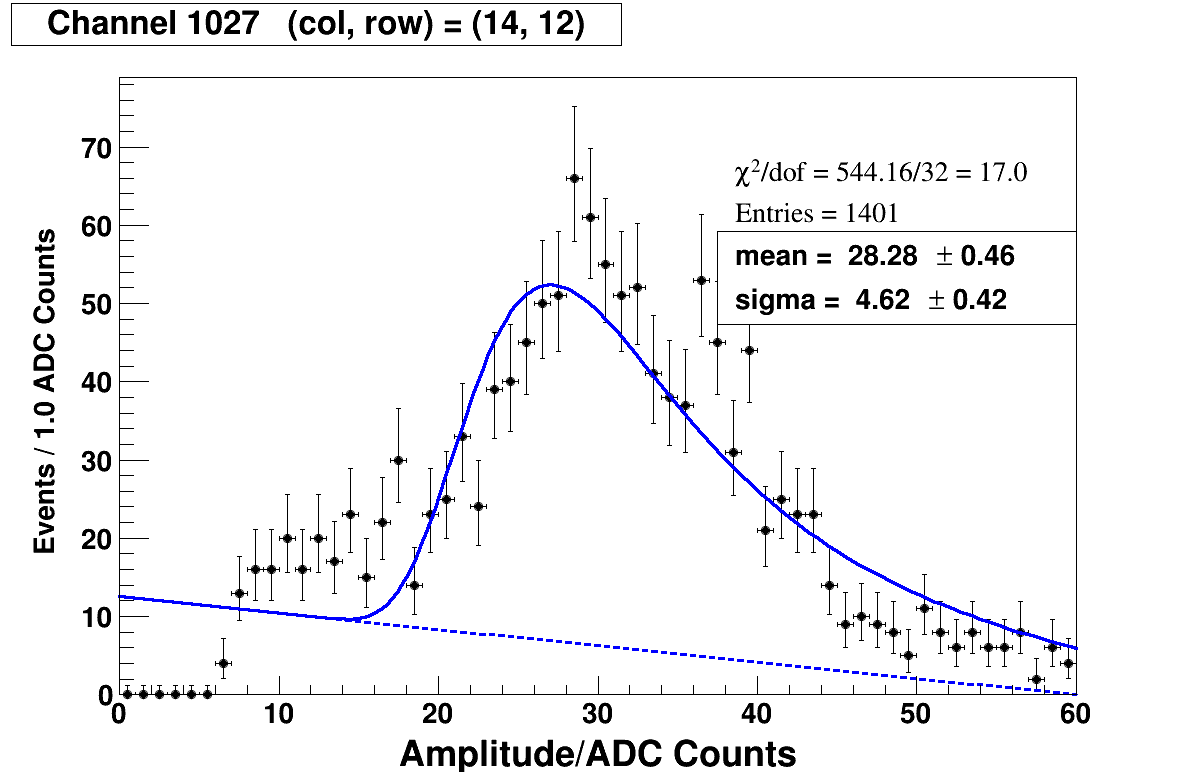 Channel 1027 (col, row) = (14, 12)
Events / 1.0 ADC Counts
70
60
50
40
30
20
10
0
χ²/dof = 544.16/32 = 17.0
Entries = 1401
mean = 28.28 ± 0.46
sigma = 4.62 ± 0.42
0 10 20 30 40 50 60
Amplitude/ADC Counts